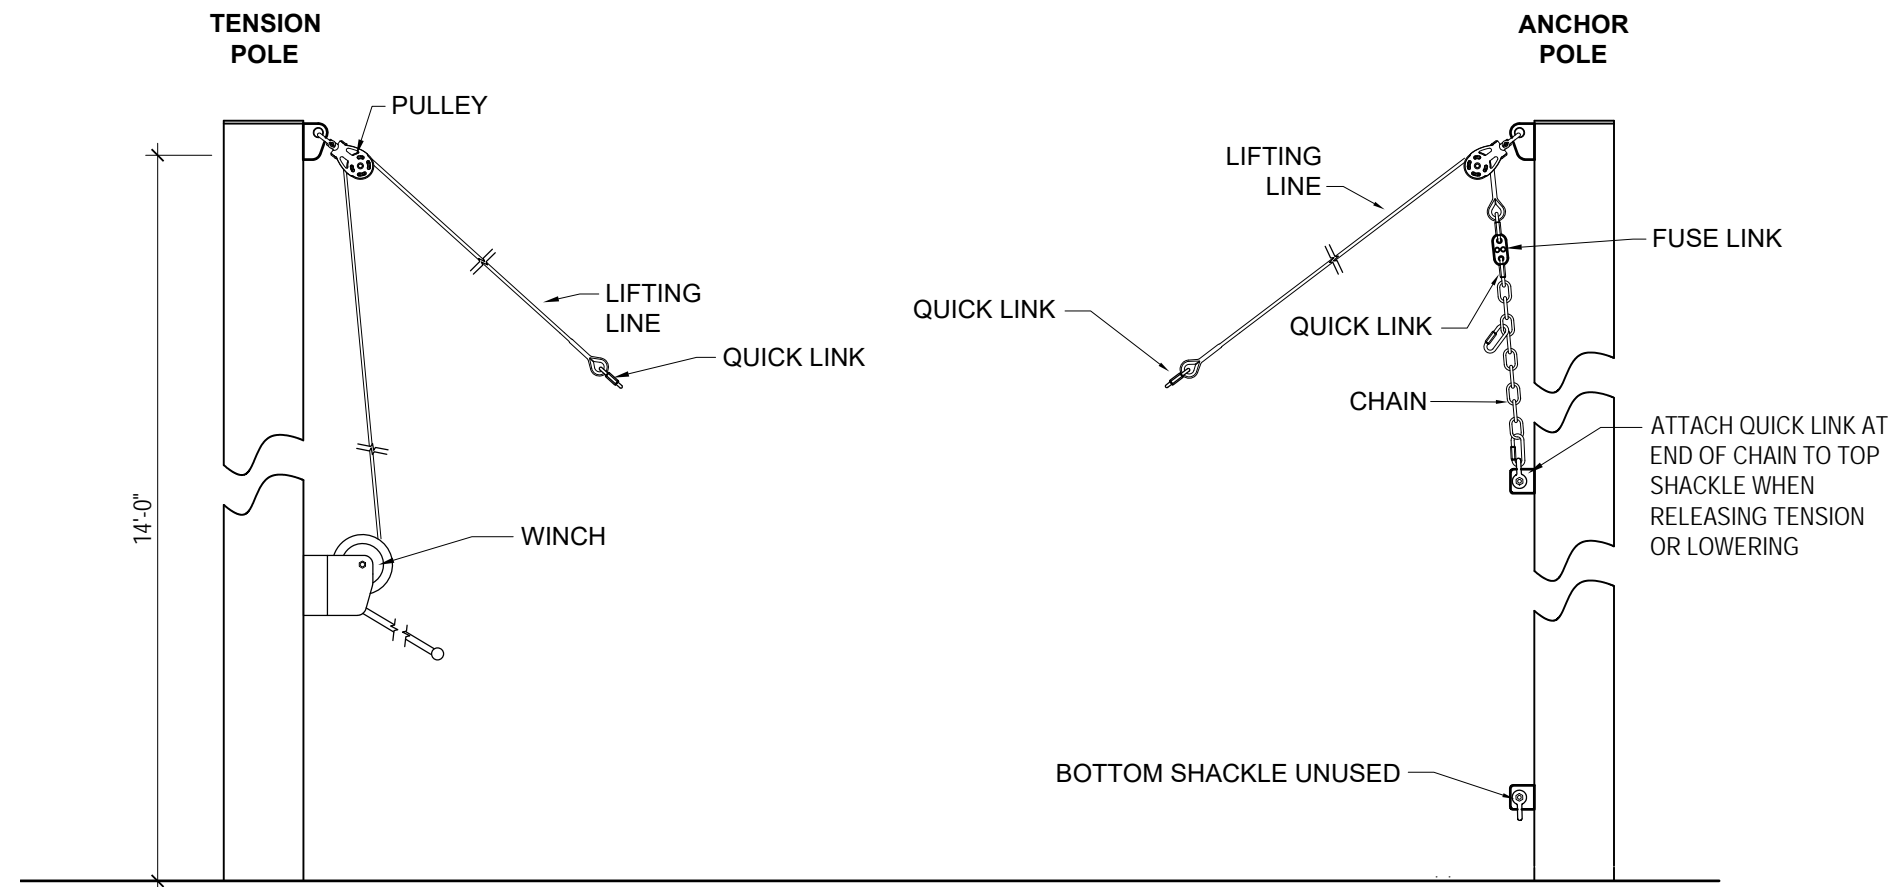 TENSION
POLE
ANCHOR
POLE
PULLEY
LIFTING
LINE
FUSE LINK
LIFTING
LINE
QUICK LINK
QUICK LINK
QUICK LINK
CHAIN
ATTACH QUICK LINK AT
END OF CHAIN TO TOP
SHACKLE WHEN
RELEASING TENSION
OR LOWERING
14'-0"
WINCH
BOTTOM SHACKLE UNUSED